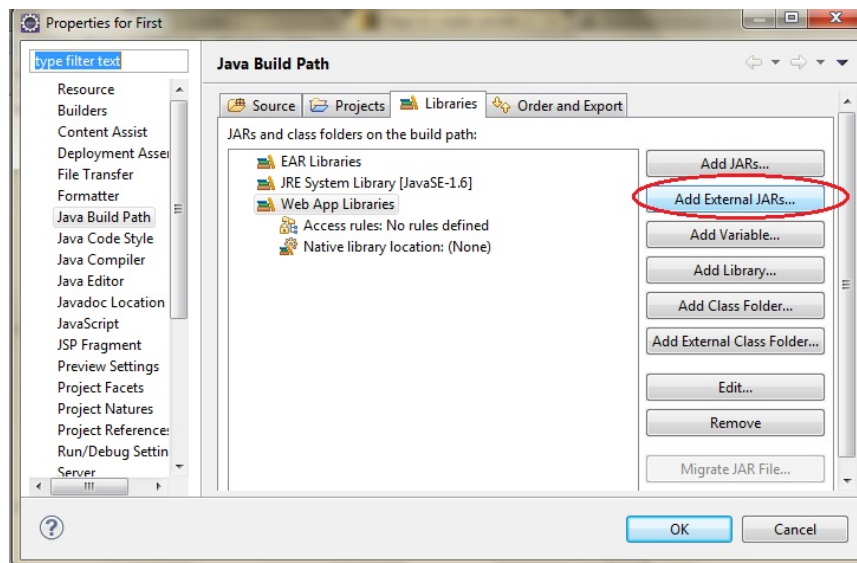 Properties for First
type filter text
Resource
Builders
Content Assist
Deployment Asse
File Transfer
Formatter
Java Build Path
Java Code Style
Java Compiler
Java Editor
Javadoc Location
JavaScript
JSP Fragment
Preview Settings
Project Facets
Project Natures
Project References
Run/Debug Settin
Server
Java Build Path
Source Projects Libraries Order and Export
JARs and class folders on the build path:
EAR Libraries
JRE System Library [JavaSE-1.6]
Web App Libraries
Access rules: No rules defined
Native library location: (None)
Add JARs...
Add External JARs...
Add Variable...
Add Library...
Add Class Folder...
Add External Class Folder...
Edit...
Remove
Migrate JAR File...
OK Cancel